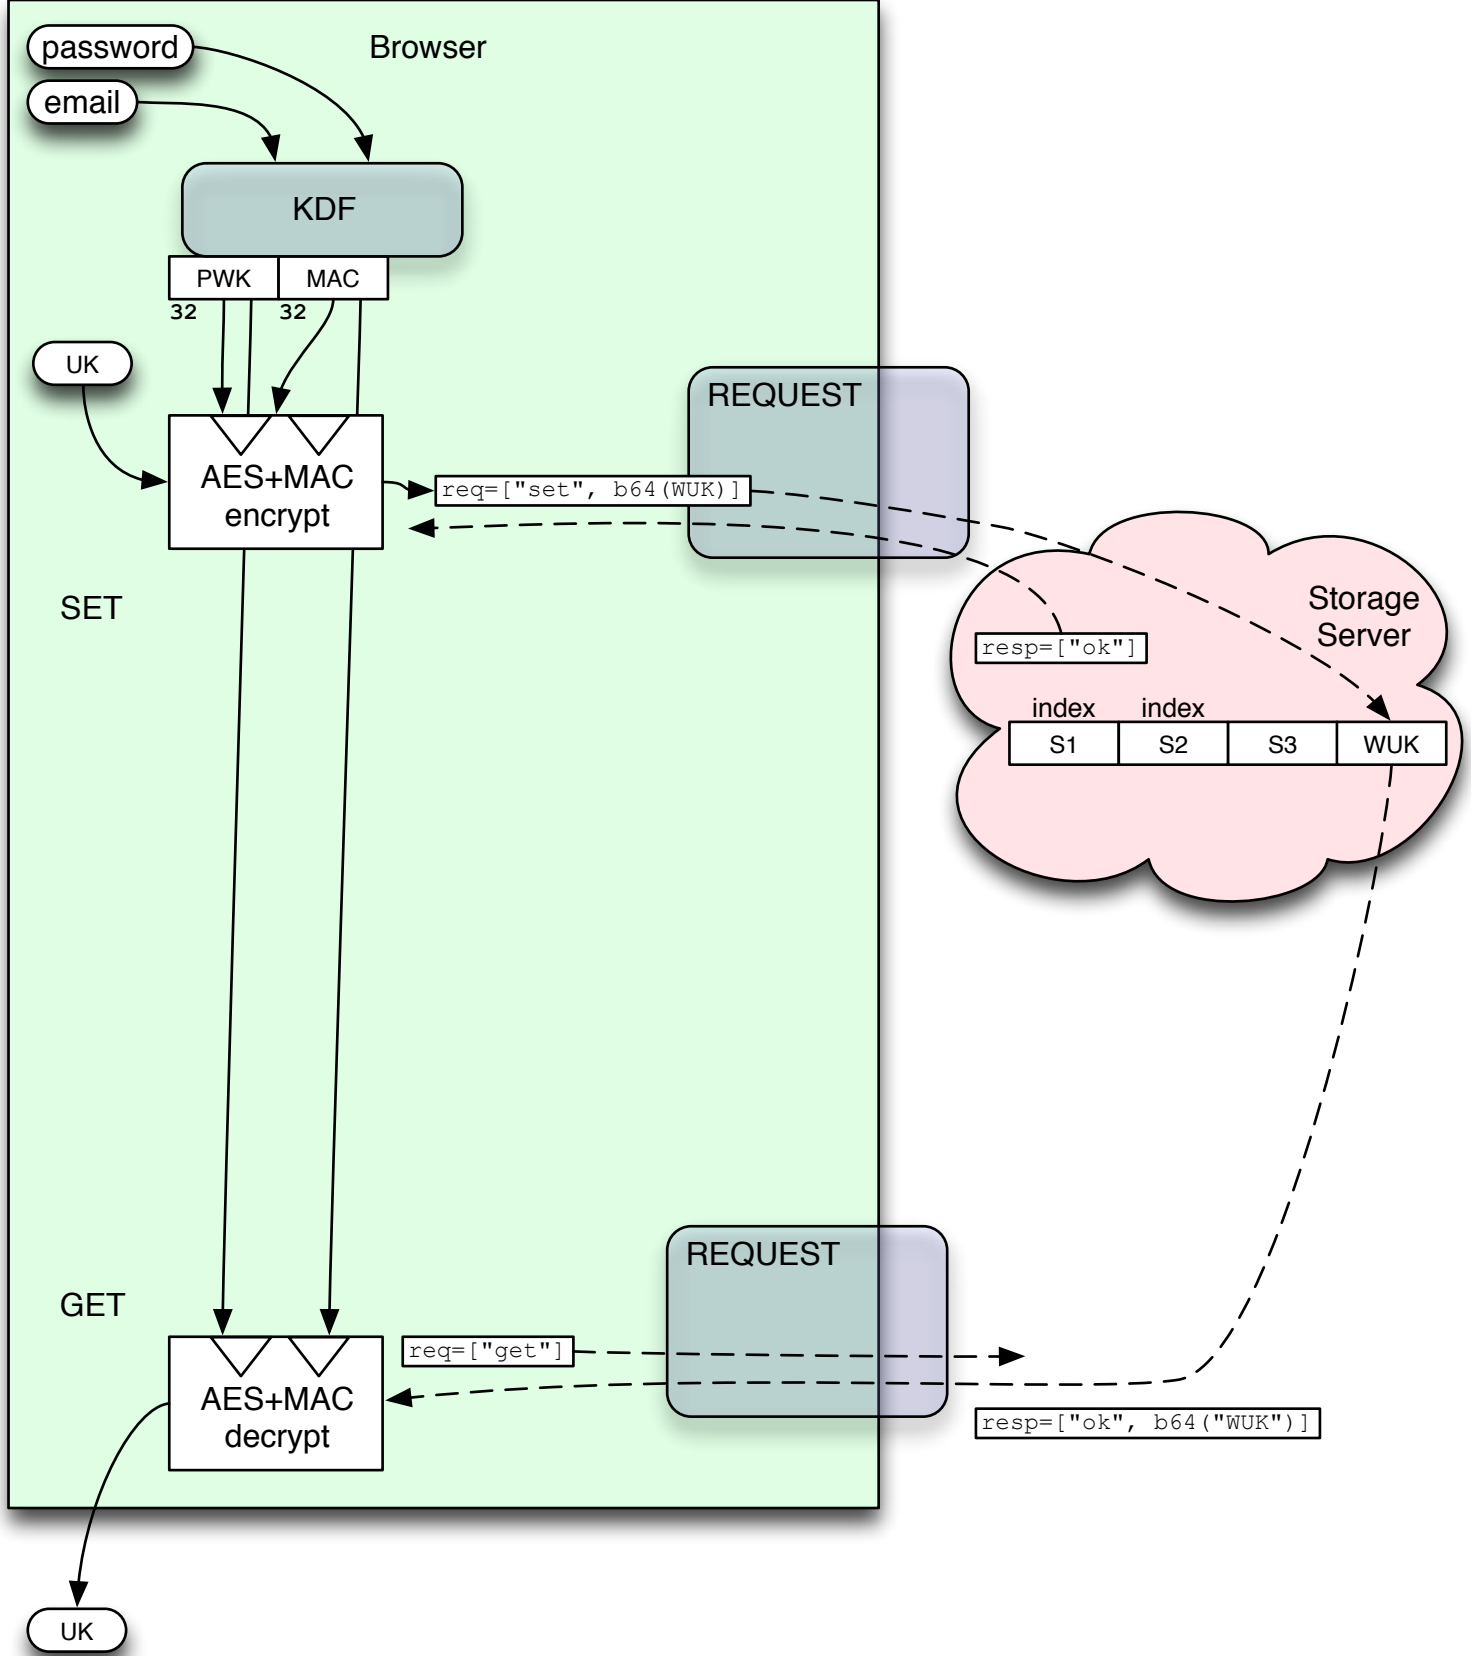 password
Browser
email
KDF
PWK
MAC
32
32
UK
REQUEST
AES+MAC
encrypt
req=["set", b64(WUK)]
SET
Storage
Server
resp=["ok"]
index
index
S1
S2
S3
WUK
REQUEST
GET
req=["get"]
AES+MAC
decrypt
resp=["ok", b64("WUK")]
UK